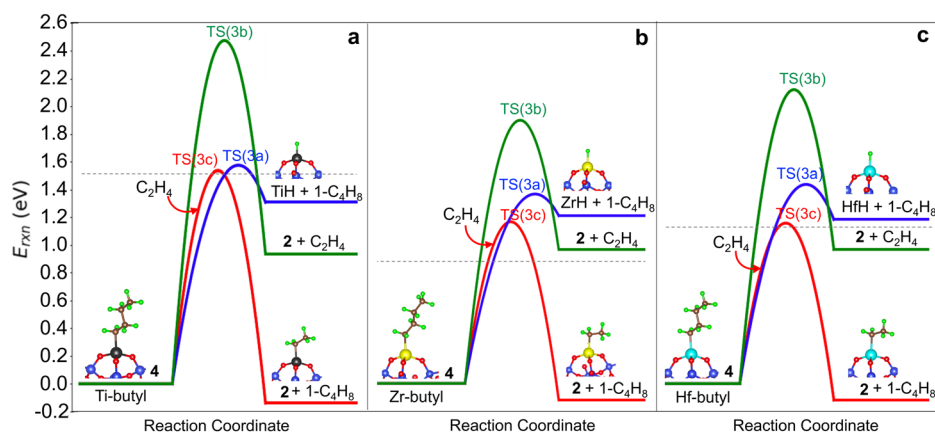 E_rxn (eV)
2.6
2.4
2.2
2.0
1.8
1.6
1.4
1.2
1.0
0.8
0.6
0.4
0.2
0.0
-0.2
a
TS(3b)
TS(3c)
TS(3a)
C₂H₄
TiH + 1-C₄H₈
2 + C₂H₄
4
Ti-butyl
2 + 1-C₄H₈
Reaction Coordinate
b
TS(3b)
TS(3a)
TS(3c)
C₂H₄
ZrH + 1-C₄H₈
2 + C₂H₄
4
Zr-butyl
2 + 1-C₄H₈
Reaction Coordinate
c
TS(3b)
TS(3a)
TS(3c)
C₂H₄
HfH + 1-C₄H₈
2 + C₂H₄
4
Hf-butyl
2 + 1-C₄H₈
Reaction Coordinate